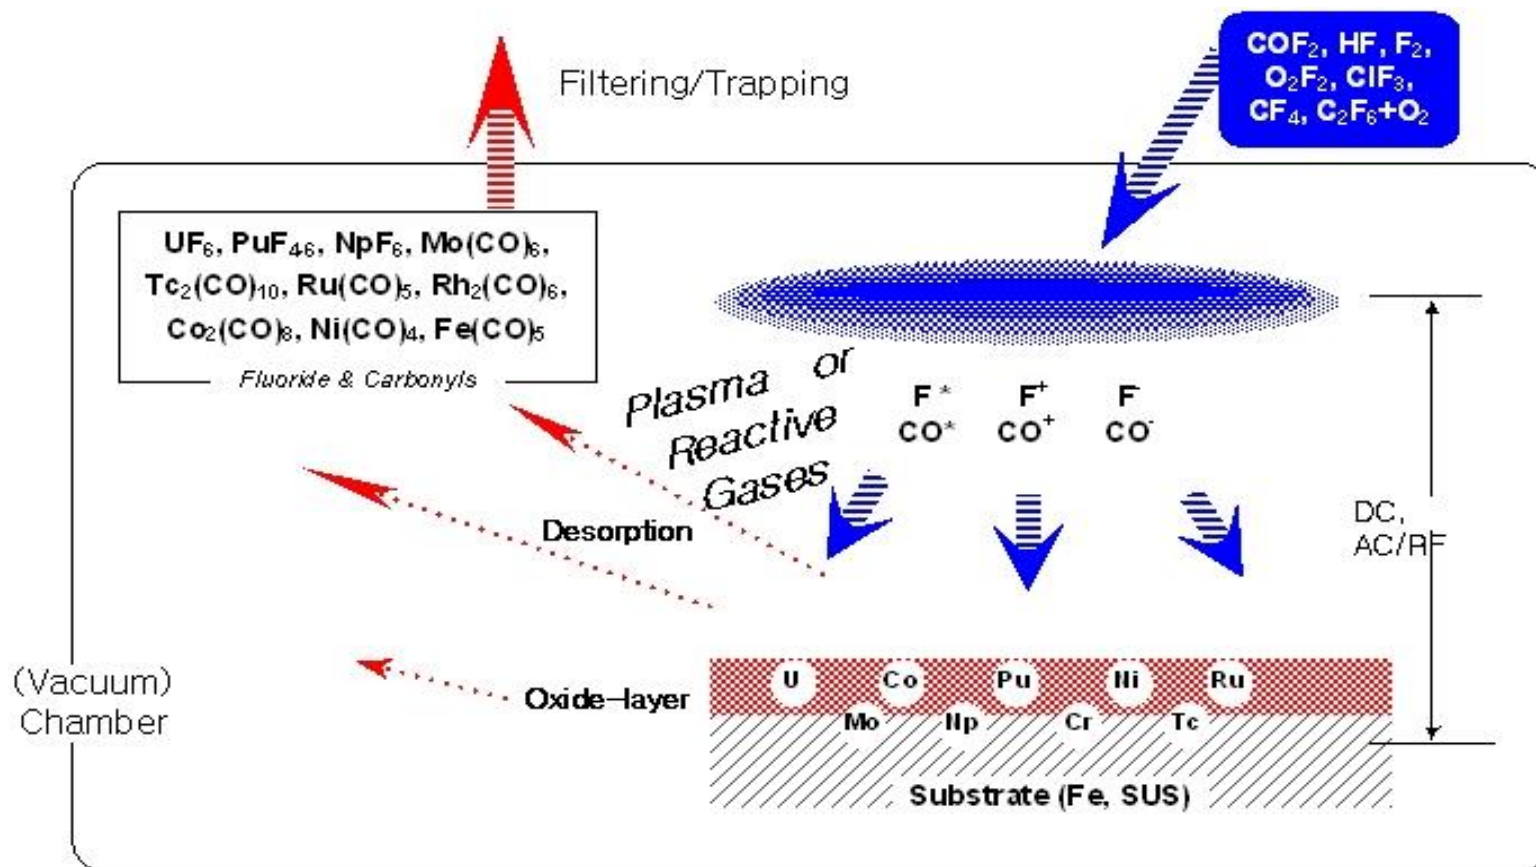 COF₂, HF, F₂,
O₂F₂, ClF₃,
CF₄, C₂F₆+O₂
Filtering/Trapping
UF₆, PuF₄₋₆, NpF₆, Mo(CO)₆,
Tc₂(CO)₁₀, Ru(CO)₅, Rh₂(CO)₆,
Co₂(CO)₈, Ni(CO)₄, Fe(CO)₅
Fluoride & Carbonyls
Plasma or
Reactive
Gases
F* F⁺ F⁻
CO* CO⁺ CO⁻
Desorption
DC,
AC/RF
(Vacuum)
Chamber
Oxide-layer
U Co Pu Ni Ru
Mo Np Cr Tc
Substrate (Fe, SUS)